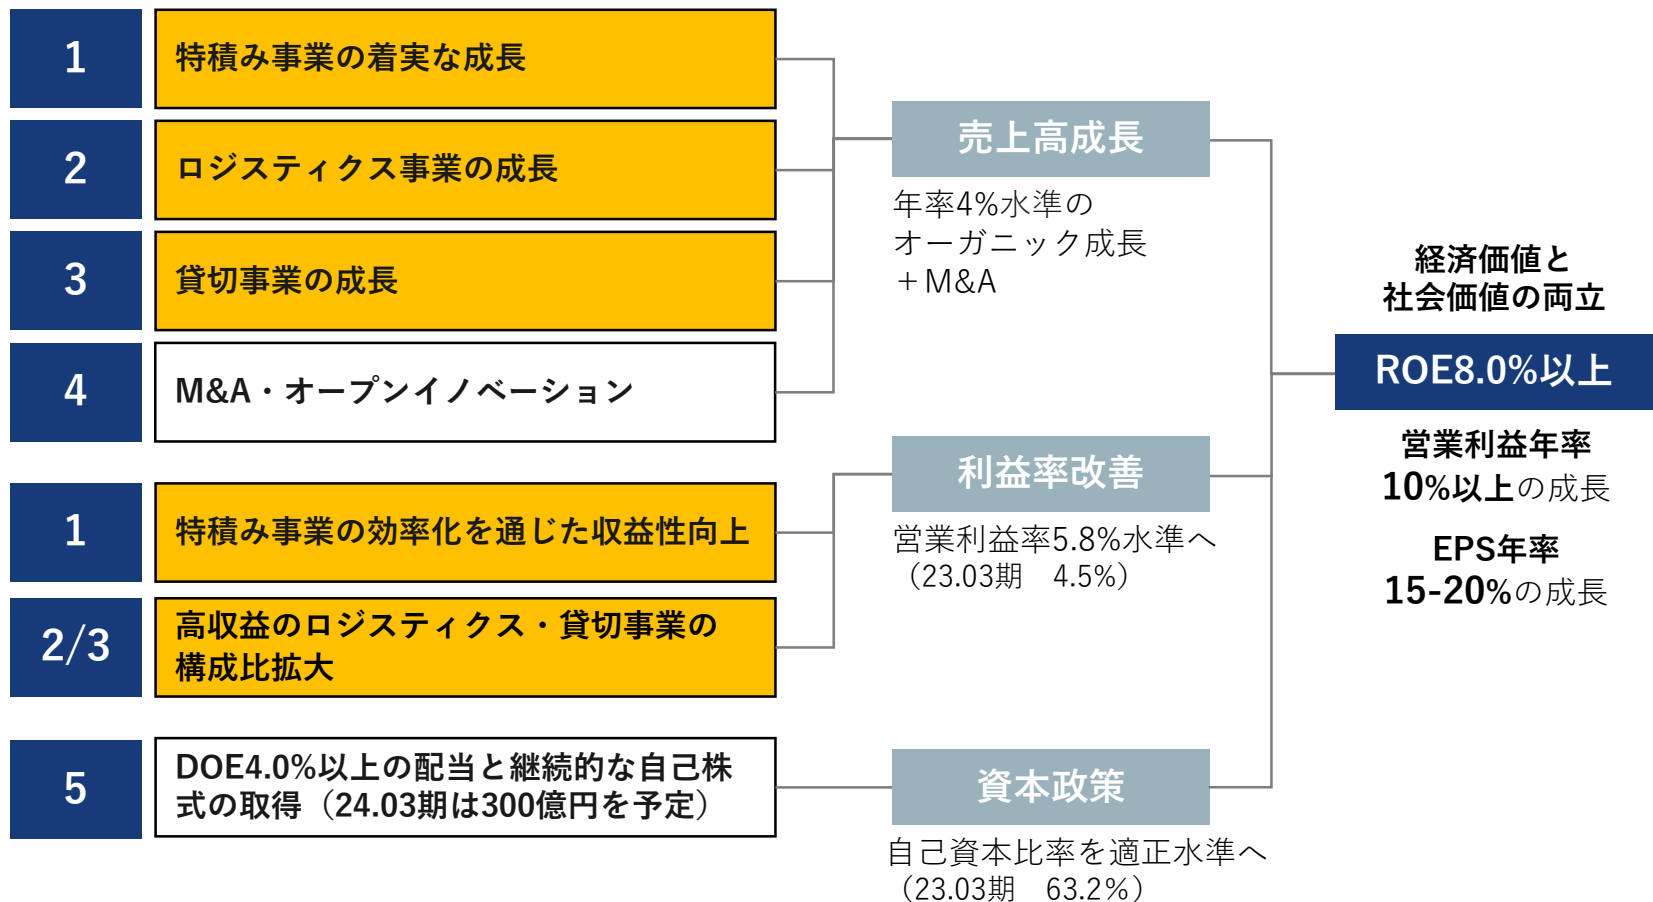 1
特積み事業の着実な成長
2
ロジスティクス事業の成長
3
貸切事業の成長
4
M&A・オープンイノベーション
売上高成長
年率4%水準の
オーガニック成長
＋M&A
1
特積み事業の効率化を通じた収益性向上
2/3
高収益のロジスティクス・貸切事業の
構成比拡大
利益率改善
営業利益率5.8%水準へ
（23.03期　4.5%）
5
DOE4.0%以上の配当と継続的な自己株
式の取得（24.03期は300億円を予定）
資本政策
自己資本比率を適正水準へ
（23.03期　63.2%）
経済価値と
社会価値の両立
ROE8.0%以上
営業利益年率
10%以上の成長
EPS年率
15-20%の成長